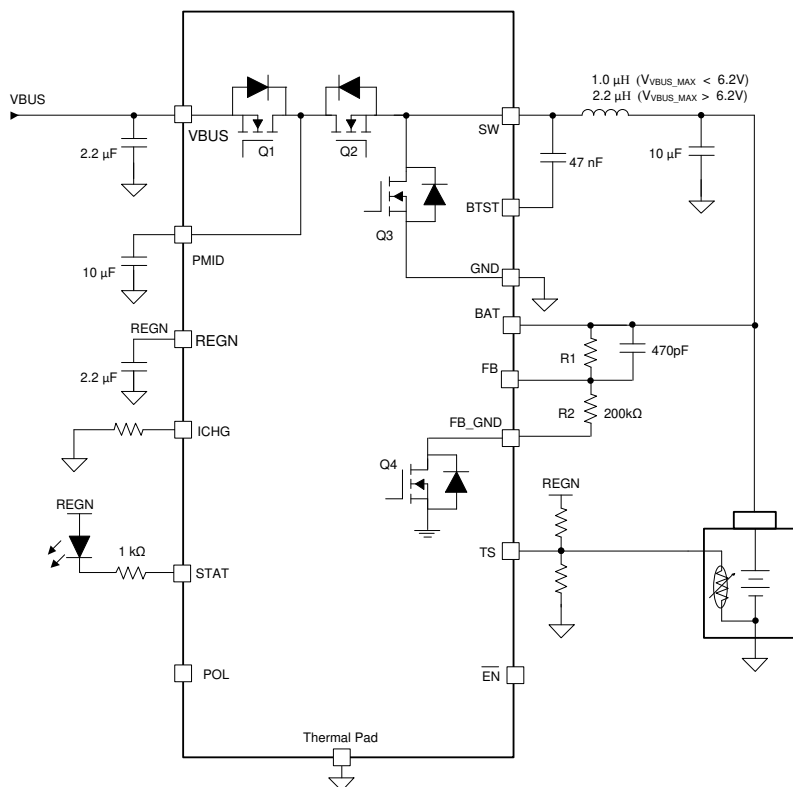 1.0 µH (VVBUS_MAX < 6.2V)
2.2 µH (VVBUS_MAX > 6.2V)
VBUS
VBUS
SW
Q1
Q2
2.2 µF
47 nF
10 µF
BTST
Q3
PMID
10 µF
GND
BAT
REGN
REGN
2.2 µF
R1
470pF
FB
R2
200kΩ
FB_GND
ICHG
Q4
REGN
REGN
1 kΩ
STAT
TS
POL
EN
Thermal Pad